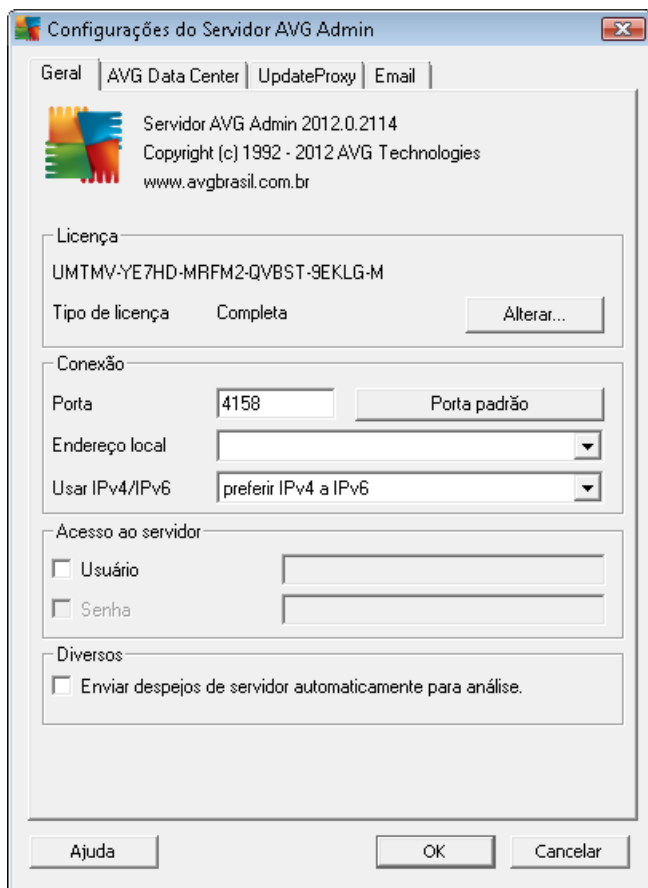 Configurações do Servidor AVG Admin
Geral
AVG Data Center
UpdateProxy
Email
Servidor AVG Admin 2012.0.2114
Copyright (c) 1992 - 2012 AVG Technologies
www.avgbrasil.com.br
Licença
UMTMV-YE7HD-MRFM2-QVBST-9EKLG-M
Tipo de licença Completa Alterar...
Conexão
Porta 4158 Porta padrão
Endereço local
Usar IPv4/IPv6 preferir IPv4 a IPv6
Acesso ao servidor
Usuário
Senha
Diversos
Enviar despejos de servidor automaticamente para análise.
Ajuda OK Cancelar